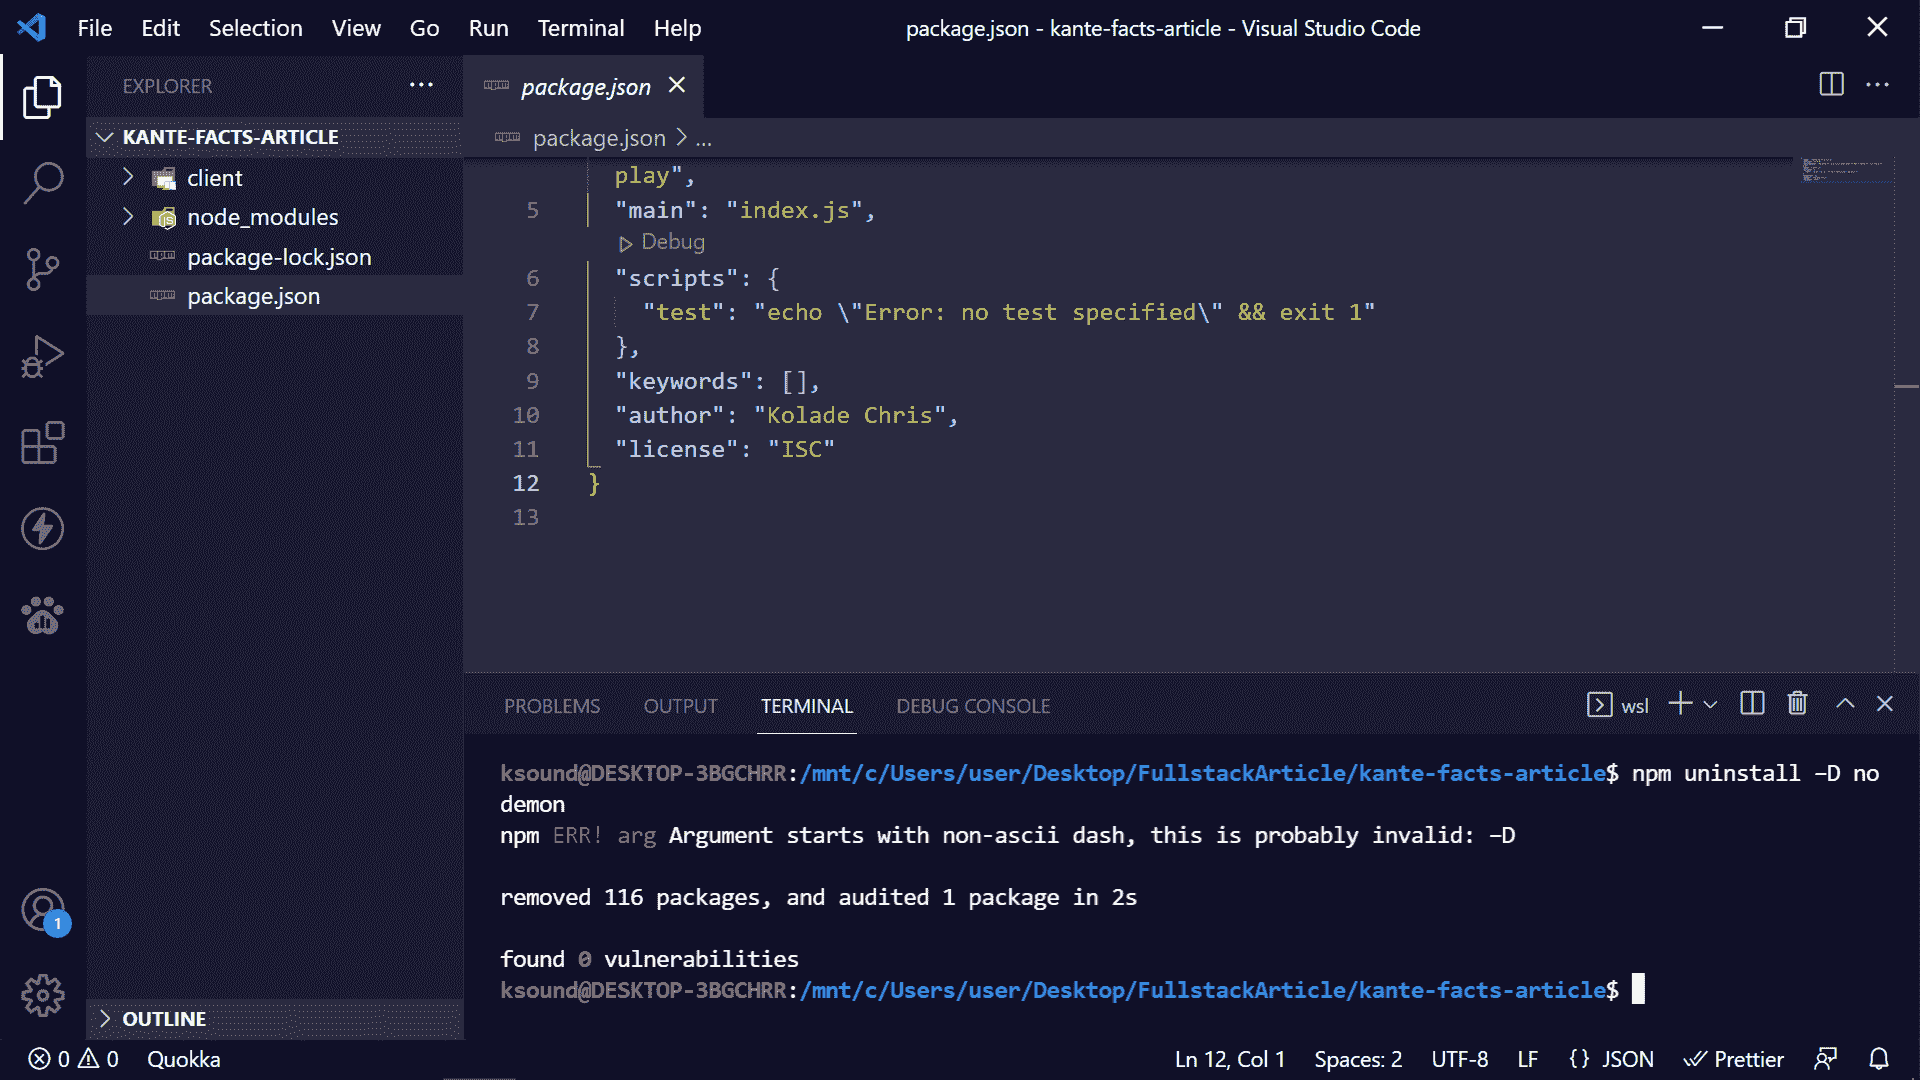 File Edit Selection View Go Run Terminal Help
package.json - kante-facts-article - Visual Studio Code
EXPLORER
KANTE-FACTS-ARTICLE
client
node_modules
package-lock.json
package.json
1
OUTLINE
package.json
package.json > ...
play",
5 "main": "index.js",
Debug
6 "scripts": {
7 "test": "echo \"Error: no test specified\" && exit 1"
8 },
9 "keywords": [],
10 "author": "Kolade Chris",
11 "license": "ISC"
12 }
13
PROBLEMS OUTPUT TERMINAL DEBUG CONSOLE
wsl
ksound@DESKTOP-3BGCHRR:/mnt/c/Users/user/Desktop/FullstackArticle/kante-facts-article$ npm uninstall –D no
demon
npm ERR! arg Argument starts with non-ascii dash, this is probably invalid: –D
removed 116 packages, and audited 1 package in 2s
found 0 vulnerabilities
ksound@DESKTOP-3BGCHRR:/mnt/c/Users/user/Desktop/FullstackArticle/kante-facts-article$
0 0 Quokka
Ln 12, Col 1 Spaces: 2 UTF-8 LF {} JSON Prettier